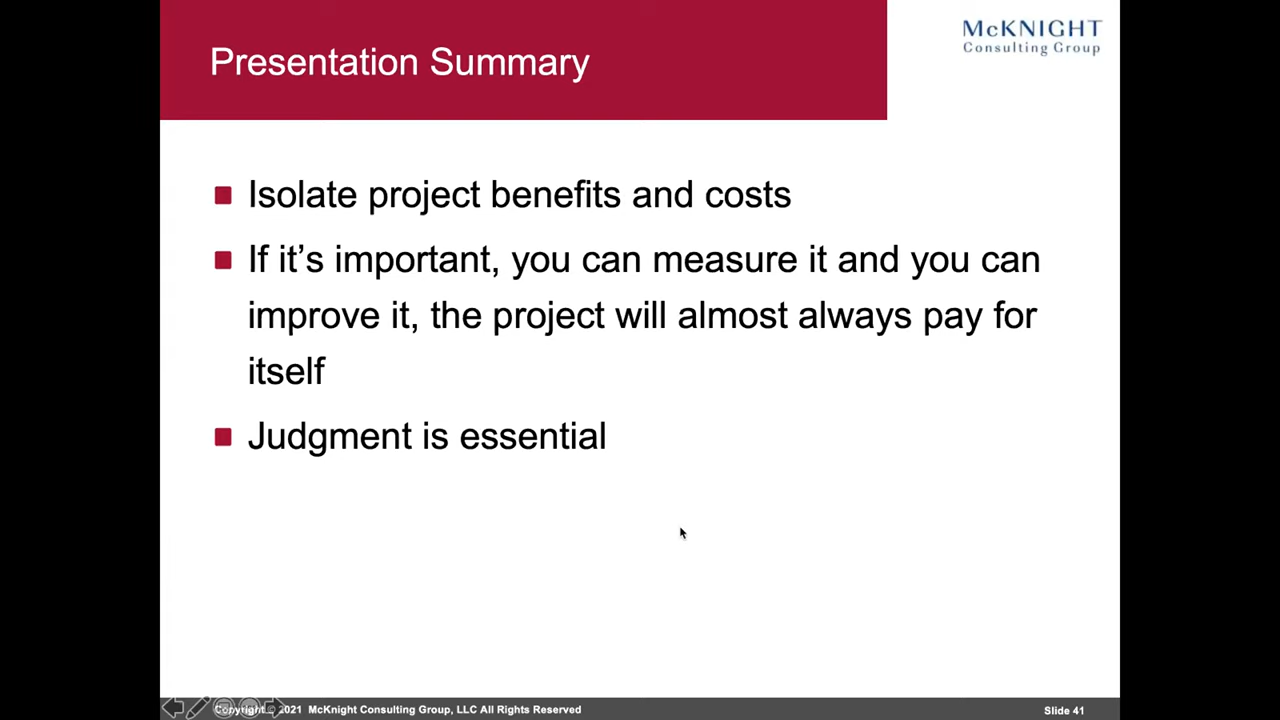 Presentation Summary
McKNIGHT
Consulting Group
Isolate project benefits and costs
If it’s important, you can measure it and you can
improve it, the project will almost always pay for
itself
Judgment is essential
Copyright © 2021 McKnight Consulting Group, LLC All Rights Reserved
Slide 41